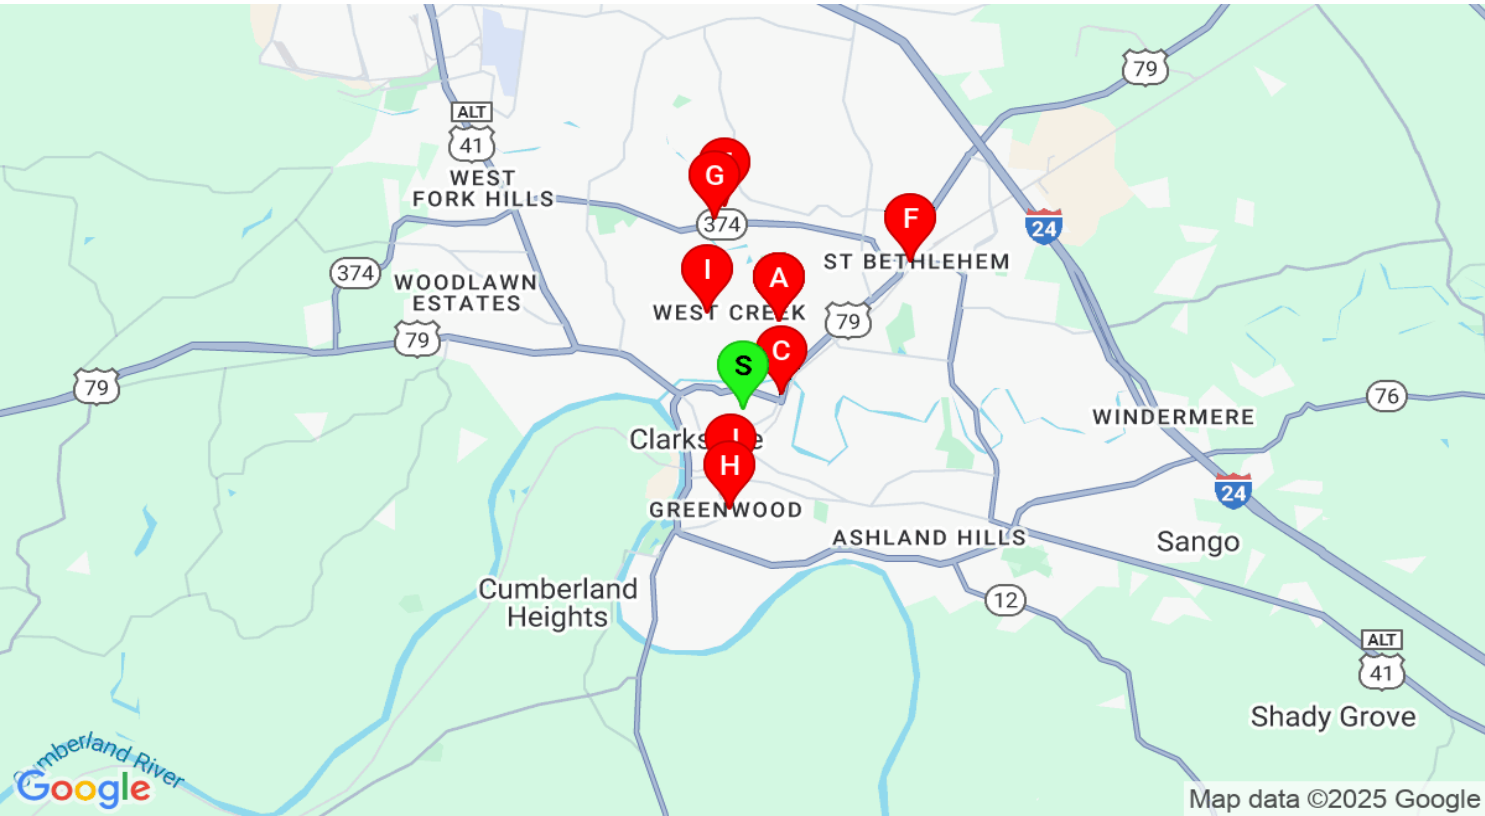 79
ALT
41
WEST
FORK HILLS
G
374
F
24
ST BETHLEHEM
374
I
A
WOODLAWN
ESTATES
WEST CREEK
79
79
C
S
79
76
WINDERMERE
H
24
GREENWOOD
ASHLAND HILLS
Sango
Cumberland
Heights
12
ALT
41
Shady Grove
Cumberland River
Google
Map data ©2025 Google